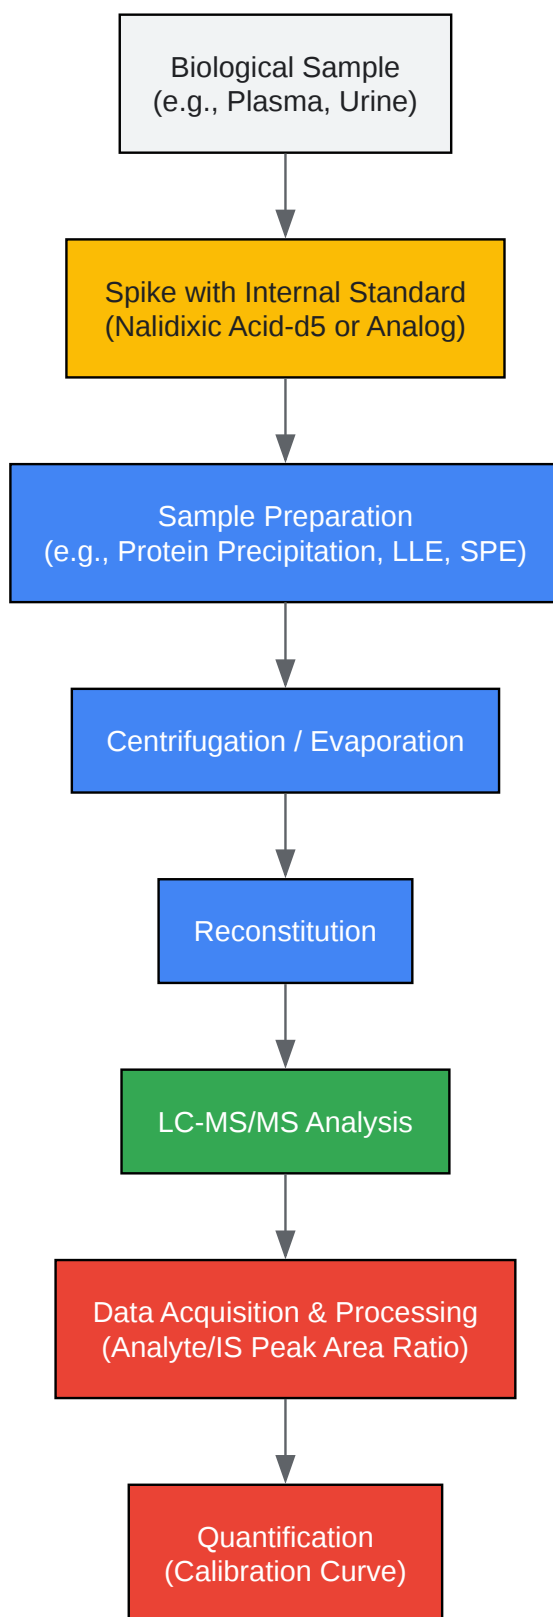 Biological Sample
(e.g., Plasma, Urine)
Spike with Internal Standard
(Nalidixic Acid-d5 or Analog)
Sample Preparation
(e.g., Protein Precipitation, LLE, SPE)
Centrifugation / Evaporation
Reconstitution
LC-MS/MS Analysis
Data Acquisition & Processing
(Analyte/IS Peak Area Ratio)
Quantification
(Calibration Curve)